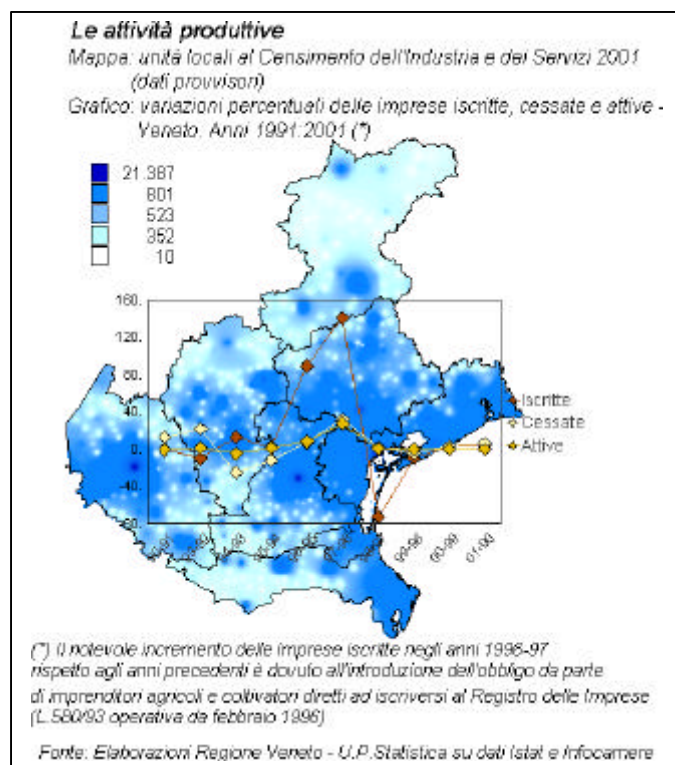 Le attività produttive
Mappa: unità locali al Censimento dell'Industria e dei Servizi 2001
(dati provvisori)
Grafico: variazioni percentuali delle imprese iscritte, cessate e attive -
Veneto. Anni 1991:2001 (*)
21.387
801
523
352
10
160.
120.
80.
40.
0.
-40.
-80.
Iscritte
Cessate
Attive
99-98 00-99 01-00
(*) Il notevole incremento delle imprese iscritte negli anni 1996-97
rispetto agli anni precedenti è dovuto all'introduzione dell'obbligo da parte
di imprenditori agricoli e coltivatori diretti ad iscriversi al Registro delle Imprese
(L.580/93 operativa da febbraio 1996)
Fonte: Elaborazioni Regione Veneto - U.P.Statistica su dati Istat e Infocamere